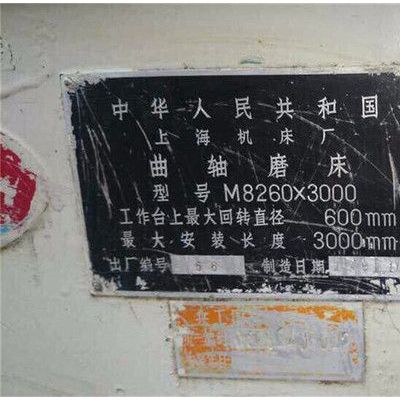 中华人民共和国
上海机床厂
曲轴磨床
型号 M8260×3000
工作台上最大回转直径 600mm
最大安装长度 3000mm
出厂编号 制造日期